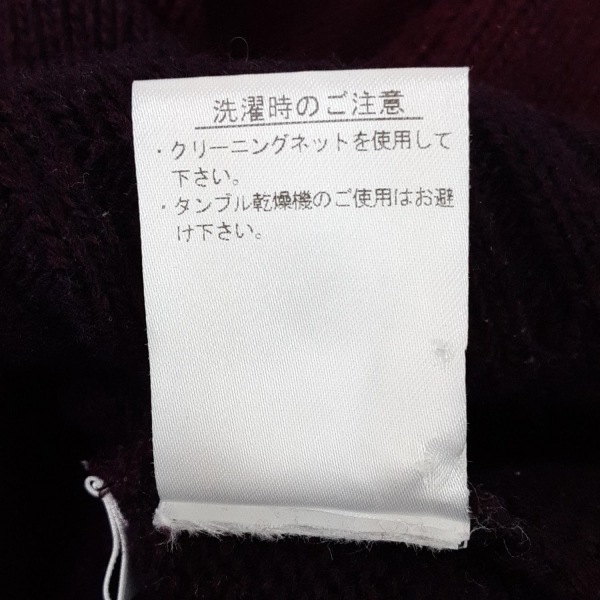 洗濯時のご注意
・クリーニングネットを使用して
下さい。
・タンブル乾燥機のご使用はお避
け下さい。